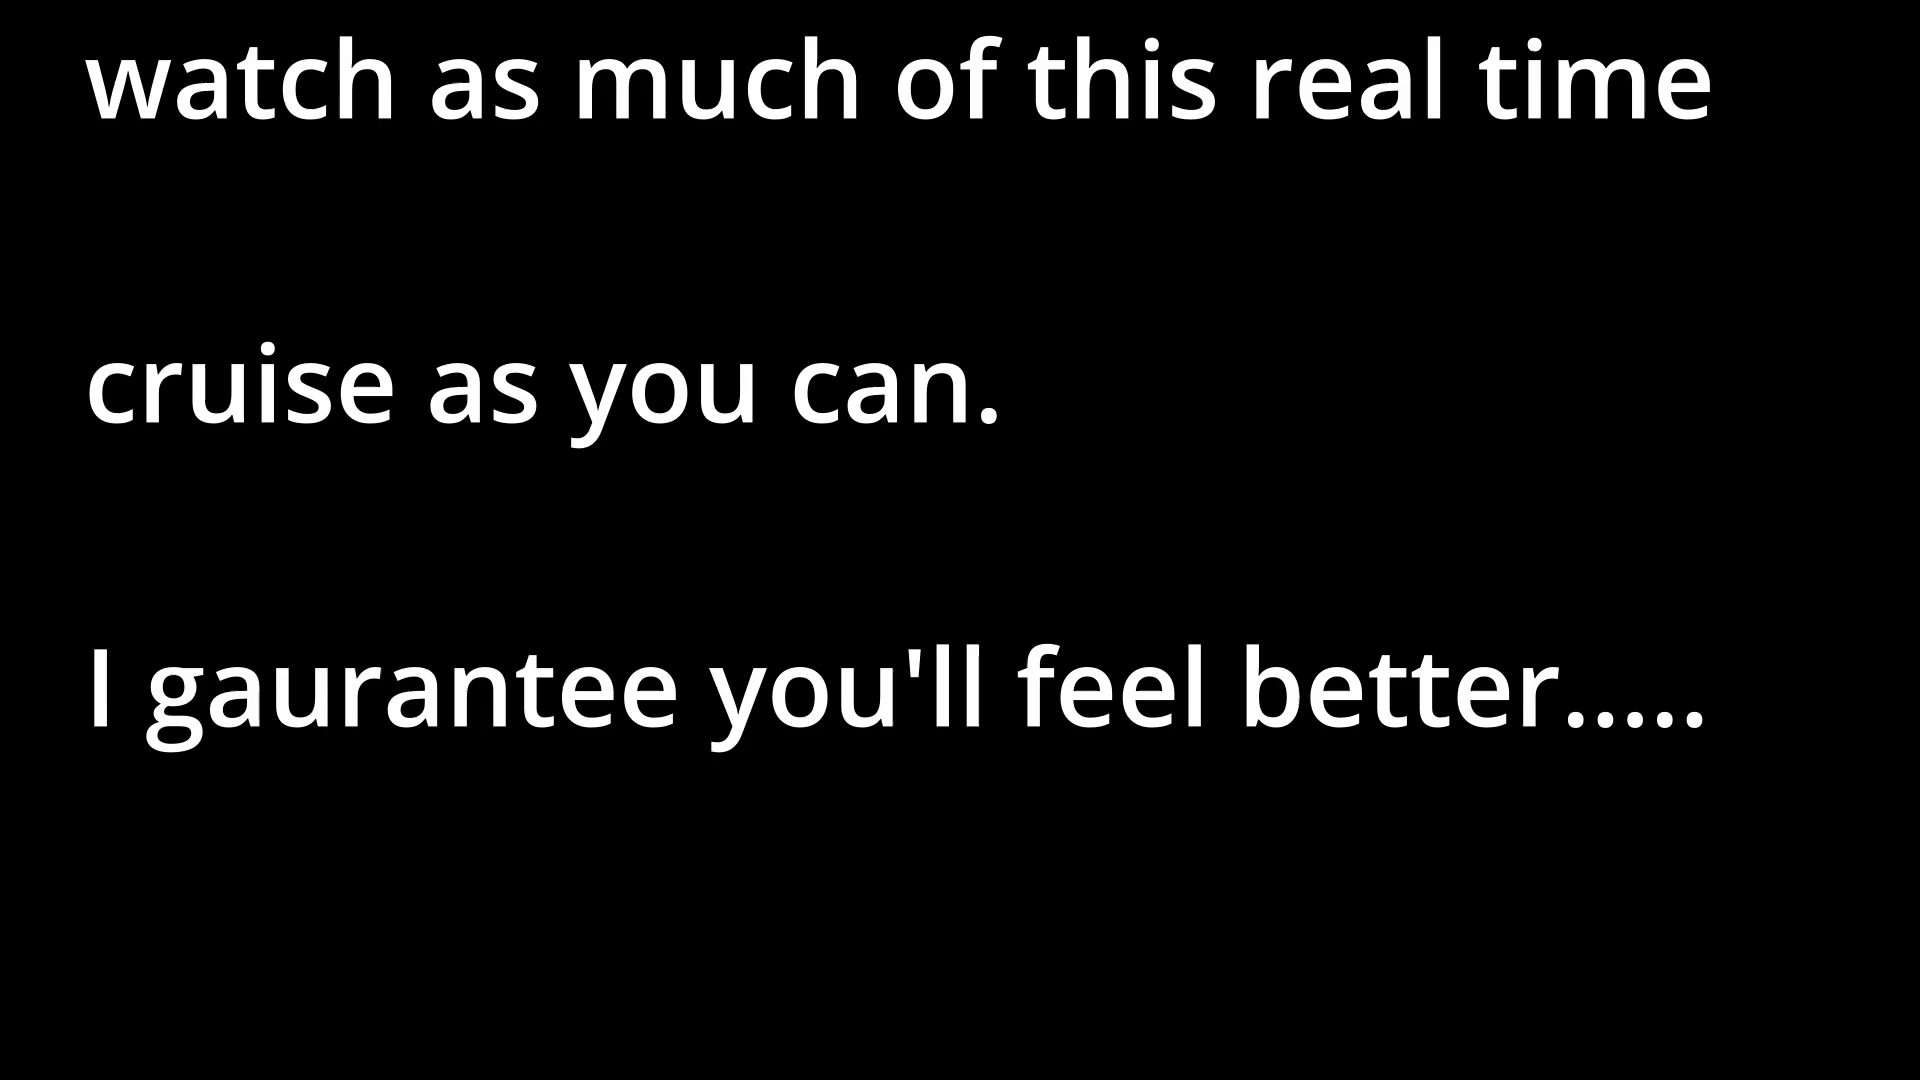 watch as much of this real time
cruise as you can.
I gaurantee you'll feel better.....